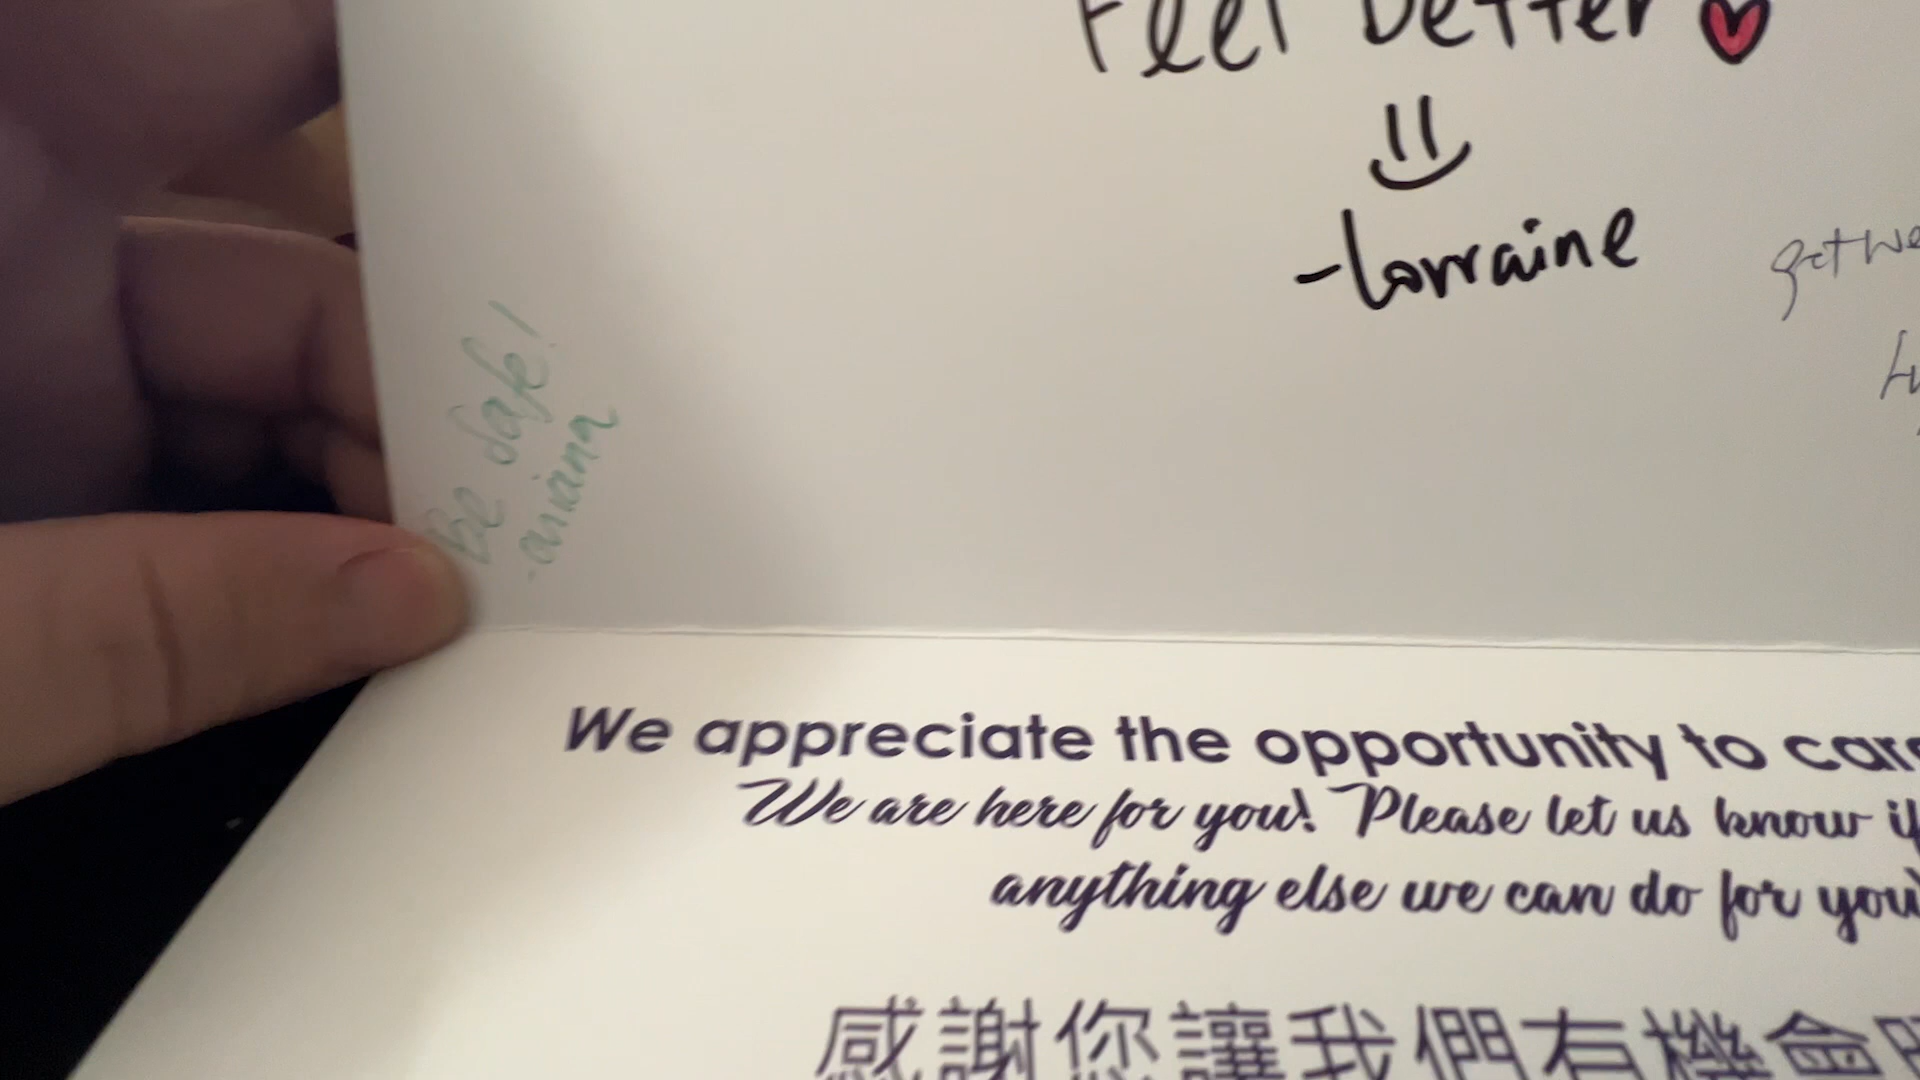 Feel better
-lorraine
get we
Be safe!
-ariana
We appreciate the opportunity to care
We are here for you! Please let us know if
anything else we can do for you
感謝您讓我們有機會